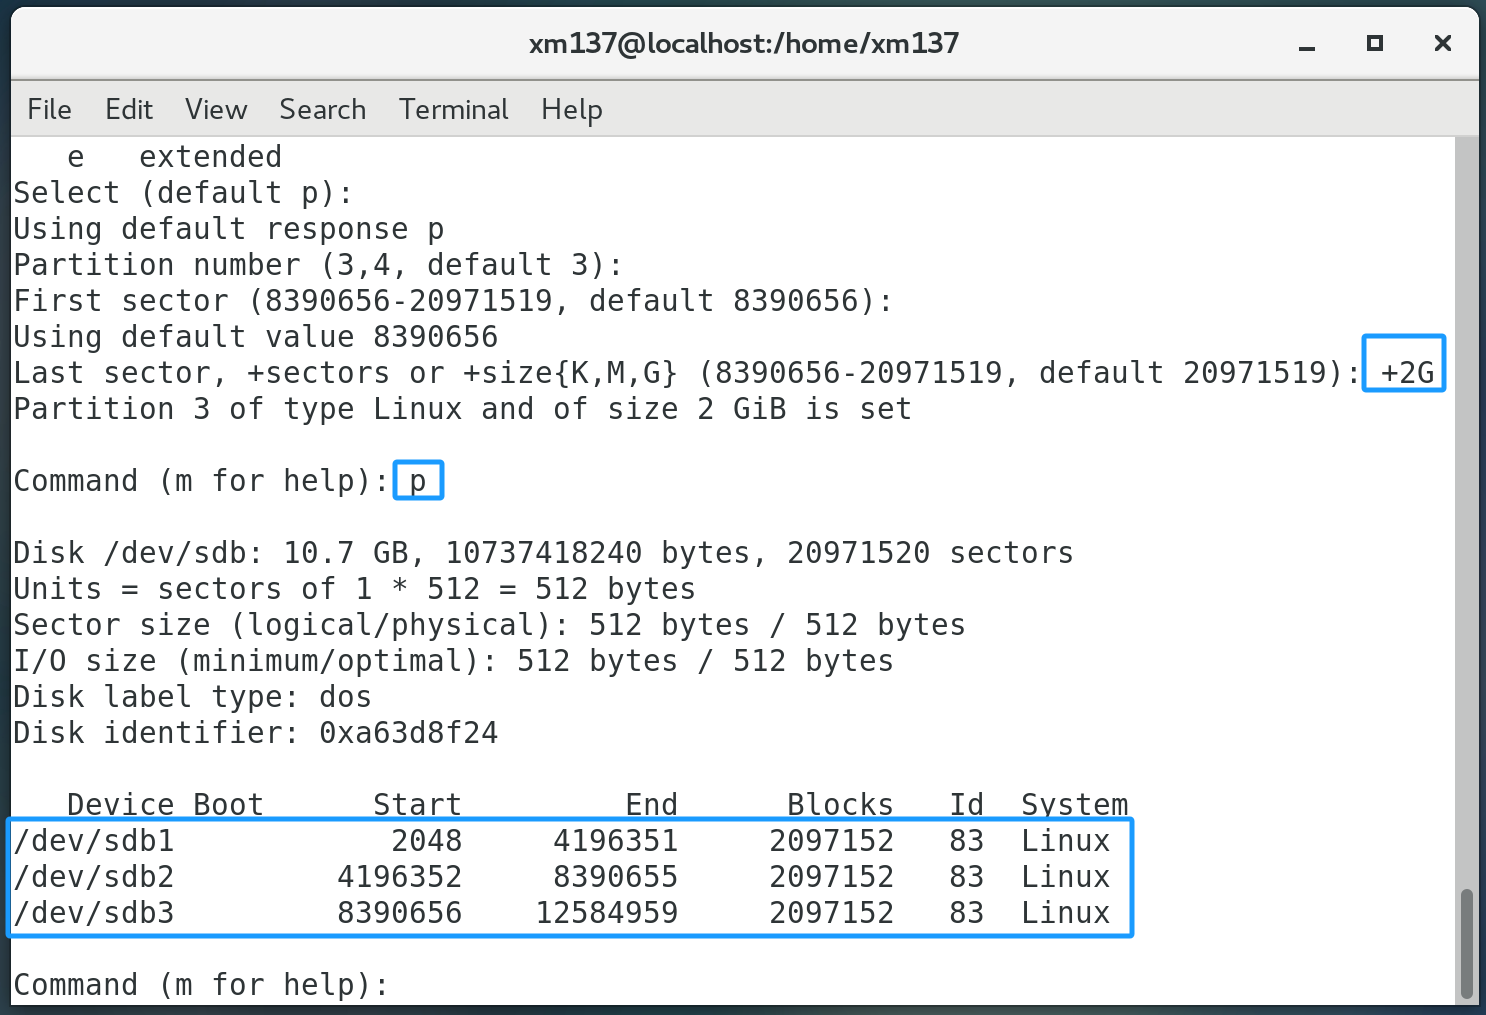 xm137@localhost:/home/xm137
File Edit View Search Terminal Help
   e   extended
Select (default p):
Using default response p
Partition number (3,4, default 3):
First sector (8390656-20971519, default 8390656):
Using default value 8390656
Last sector, +sectors or +size{K,M,G} (8390656-20971519, default 20971519): +2G
Partition 3 of type Linux and of size 2 GiB is set

Command (m for help): p

Disk /dev/sdb: 10.7 GB, 10737418240 bytes, 20971520 sectors
Units = sectors of 1 * 512 = 512 bytes
Sector size (logical/physical): 512 bytes / 512 bytes
I/O size (minimum/optimal): 512 bytes / 512 bytes
Disk label type: dos
Disk identifier: 0xa63d8f24

   Device Boot      Start         End      Blocks   Id  System
/dev/sdb1            2048     4196351     2097152   83  Linux
/dev/sdb2         4196352     8390655     2097152   83  Linux
/dev/sdb3         8390656    12584959     2097152   83  Linux

Command (m for help):